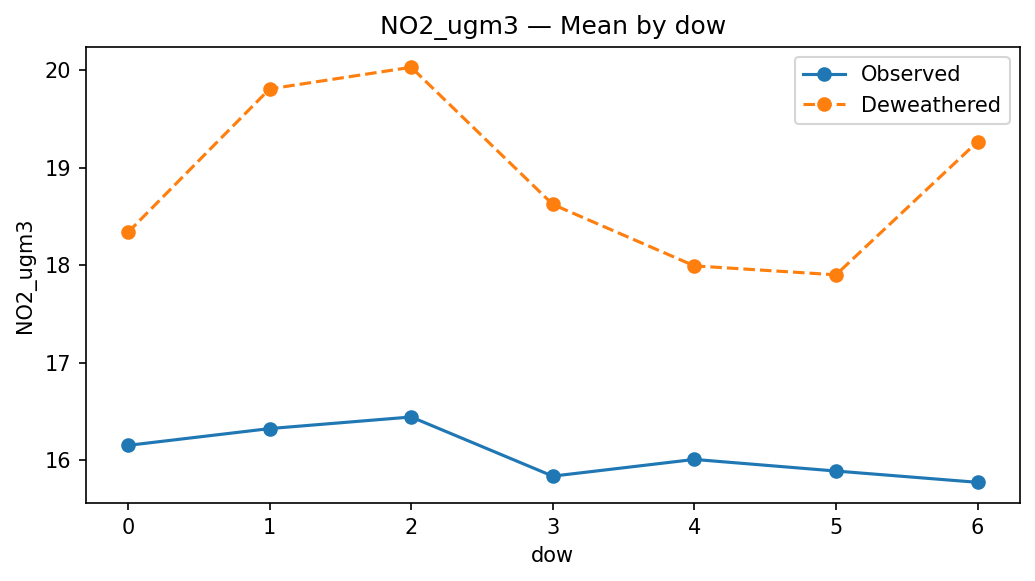 NO2_ugm3 — Mean by dow
Observed
Deweathered
20
19
18
17
16
NO2_ugm3
0 1 2 3 4 5 6
dow